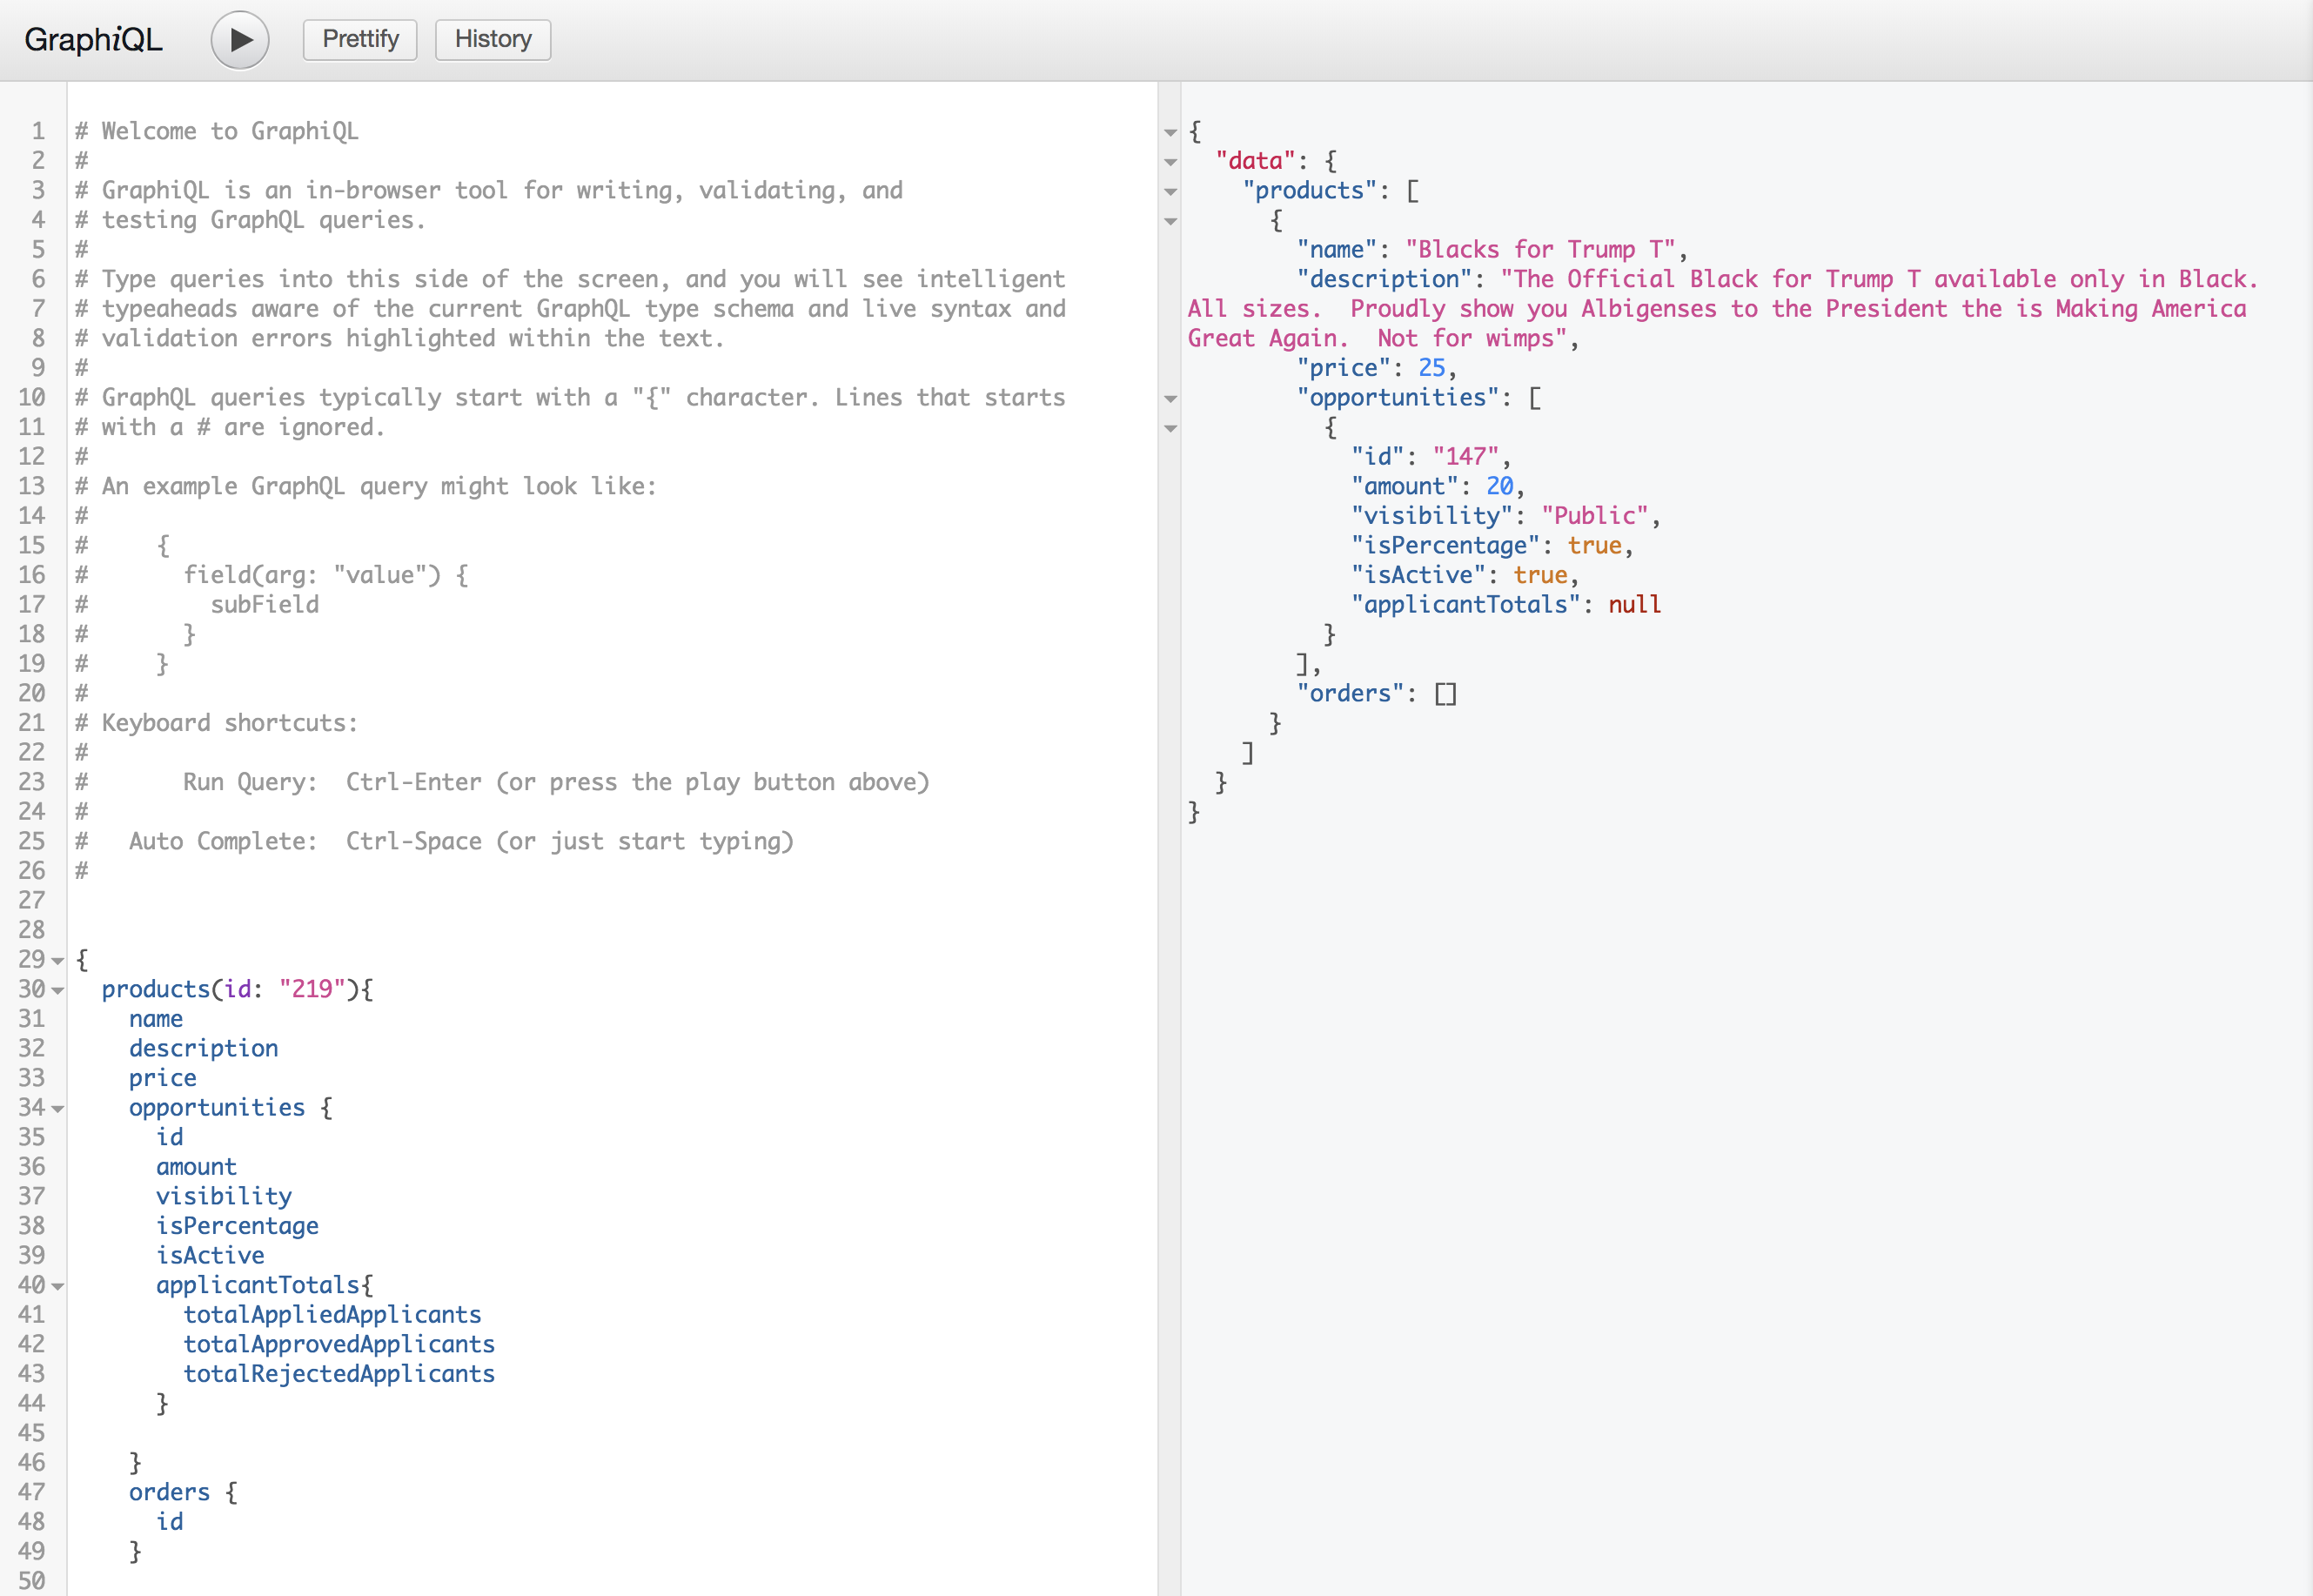 GraphiQL
Prettify
History
1 # Welcome to GraphiQL
2 #
3 # GraphiQL is an in-browser tool for writing, validating, and
4 # testing GraphQL queries.
5 #
6 # Type queries into this side of the screen, and you will see intelligent
7 # typeaheads aware of the current GraphQL type schema and live syntax and
8 # validation errors highlighted within the text.
9 #
10 # GraphQL queries typically start with a "{" character. Lines that starts
11 # with a # are ignored.
12 #
13 # An example GraphQL query might look like:
14 #
15 #     {
16 #       field(arg: "value") {
17 #         subField
18 #       }
19 #     }
20 #
21 # Keyboard shortcuts:
22 #
23 #       Run Query:  Ctrl-Enter (or press the play button above)
24 #
25 #   Auto Complete:  Ctrl-Space (or just start typing)
26 #
27
28
29 {
30   products(id: "219"){
31     name
32     description
33     price
34     opportunities {
35       id
36       amount
37       visibility
38       isPercentage
39       isActive
40       applicantTotals{
41         totalAppliedApplicants
42         totalApprovedApplicants
43         totalRejectedApplicants
44       }
45
46     }
47     orders {
48       id
49     }
50
{
  "data": {
    "products": [
      {
        "name": "Blacks for Trump T",
        "description": "The Official Black for Trump T available only in Black.
All sizes.  Proudly show you Albigenses to the President the is Making America
Great Again.  Not for wimps",
        "price": 25,
        "opportunities": [
          {
            "id": "147",
            "amount": 20,
            "visibility": "Public",
            "isPercentage": true,
            "isActive": true,
            "applicantTotals": null
          }
        ],
        "orders": []
      }
    ]
  }
}